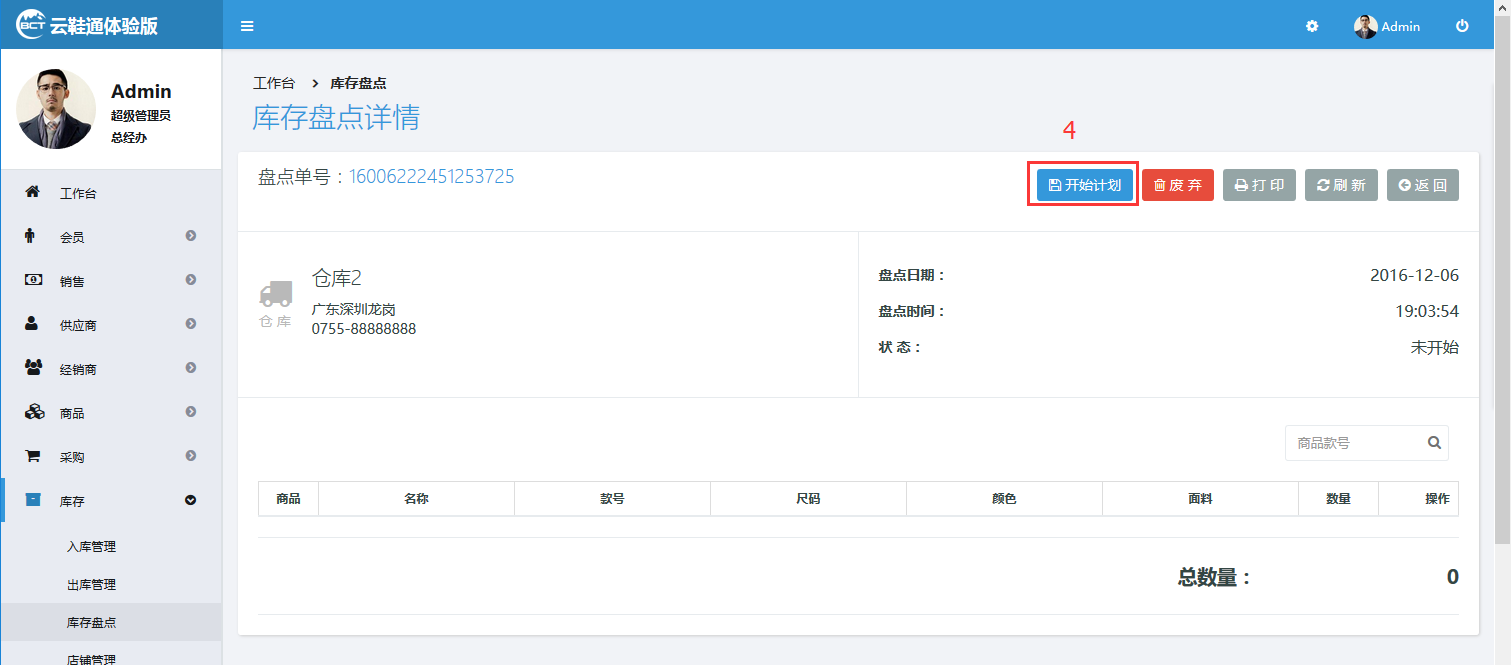 BCT 云鞋通体验版
Admin
Admin
超级管理员
总经办
工作台
会员
销售
供应商
经销商
商品
采购
库存
入库管理
出库管理
库存盘点
店铺管理
工作台 > 库存盘点
库存盘点详情
4
盘点单号：16006222451253725
开始计划 废 弃 打 印 刷 新 返 回
仓 库
仓库2
广东深圳龙岗
0755-88888888
盘点日期： 2016-12-06
盘点时间： 19:03:54
状 态： 未开始
商品款号
商品 名称 款号 尺码 颜色 面料 数量 操作
总数量： 0